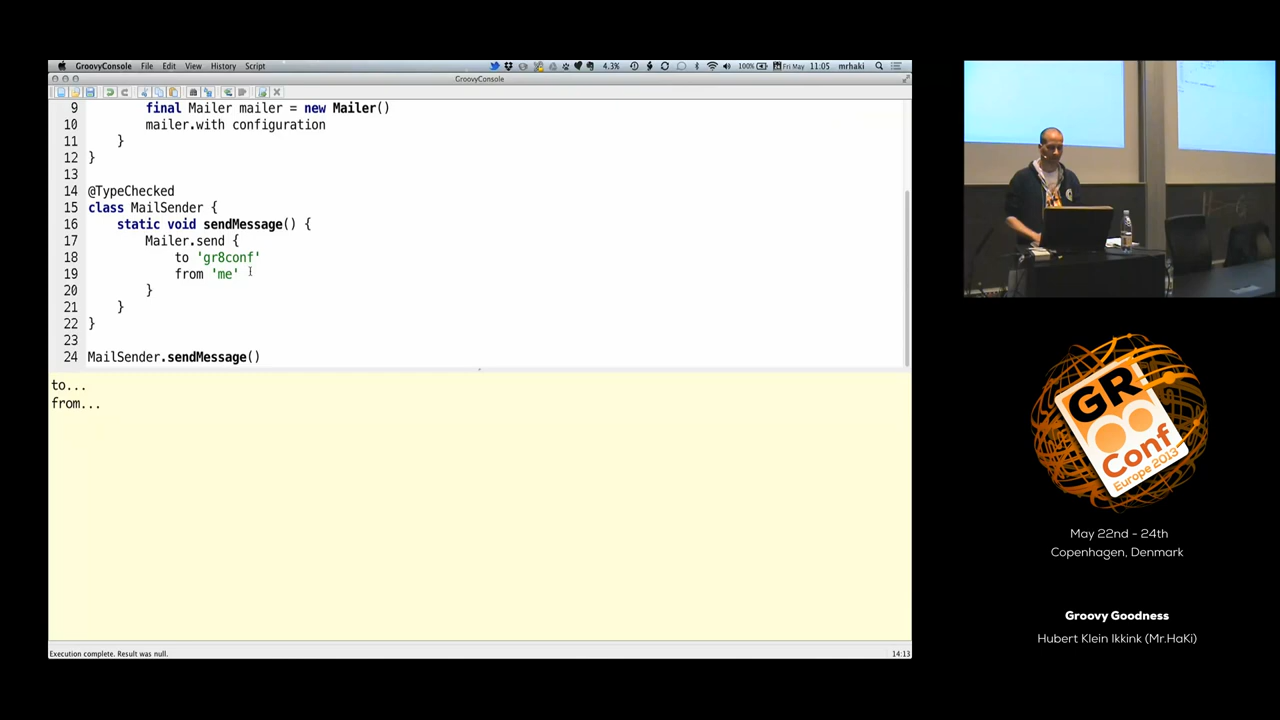 GroovyConsole File Edit View History Script 4.3% 100% Fri May 11:05 mrhaki
GroovyConsole
9 final Mailer mailer = new Mailer()
10 mailer.with configuration
11 }
12 }
13
14 @TypeChecked
15 class MailSender {
16 static void sendMessage() {
17 Mailer.send {
18 to 'gr8conf'
19 from 'me'
20 }
21 }
22 }
23
24 MailSender.sendMessage()
to...
from...
Execution complete. Result was null.
14:13
GR
8
Conf
Europe 2013
May 22nd - 24th
Copenhagen, Denmark
Groovy Goodness
Hubert Klein Ikkink (Mr.HaKi)